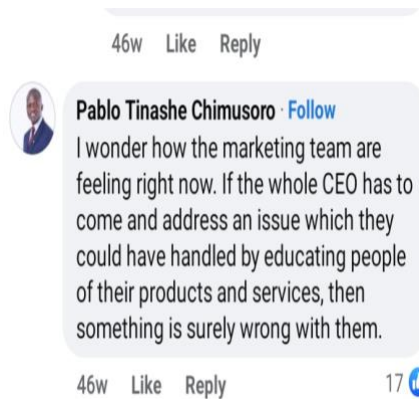 46w Like Reply
Pablo Tinashe Chimusoro · Follow
I wonder how the marketing team are
feeling right now. If the whole CEO has to
come and address an issue which they
could have handled by educating people
of their products and services, then
something is surely wrong with them.
46w Like Reply 17